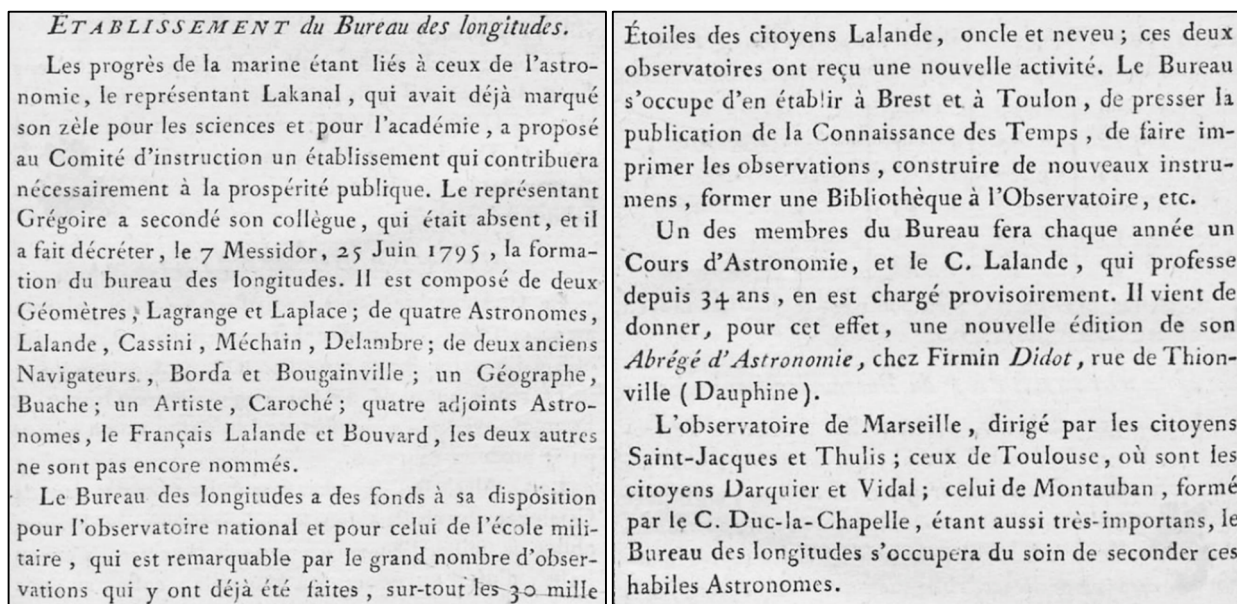 ÉTABLISSEMENT du Bureau des longitudes.
Les progrès de la marine étant liés à ceux de l'astro-
nomie, le représentant Lakanal, qui avait déjà marqué
son zèle pour les sciences et pour l'académie, a proposé
au Comité d'instruction un établissement qui contribuera
nécessairement à la prospérité publique. Le représentant
Grégoire a secondé son collègue, qui était absent, et il
a fait décréter, le 7 Messidor, 25 Juin 1795, la forma-
tion du bureau des longitudes. Il est composé de deux
Géomètres, Lagrange et Laplace; de quatre Astronomes,
Lalande, Cassini, Méchain, Delambre; de deux anciens
Navigateurs, Borda et Bougainville; un Géographe,
Buache; un Artiste, Caroché; quatre adjoints Astro-
nomes, le Français Lalande et Bouvard, les deux autres
ne sont pas encore nommés.
Le Bureau des longitudes a des fonds à sa disposition
pour l'observatoire national et pour celui de l'école mili-
taire, qui est remarquable par le grand nombre d'obser-
vations qui y ont déjà été faites, sur-tout les 30 mille
Étoiles des citoyens Lalande, oncle et neveu; ces deux
observatoires ont reçu une nouvelle activité. Le Bureau
s'occupe d'en établir à Brest et à Toulon, de presser la
publication de la Connaissance des Temps, de faire im-
primer les observations, construire de nouveaux instru-
mens, former une Bibliothèque à l'Observatoire, etc.
Un des membres du Bureau fera chaque année un
Cours d'Astronomie, et le C. Lalande, qui professe
depuis 34 ans, en est chargé provisoirement. Il vient de
donner, pour cet effet, une nouvelle édition de son
Abrégé d'Astronomie, chez Firmin Didot, rue de Thion-
ville (Dauphine).
L'observatoire de Marseille, dirigé par les citoyens
Saint-Jacques et Thulis; ceux de Toulouse, où sont les
citoyens Darquier et Vidal; celui de Montauban, formé
par le C. Duc-la-Chapelle, étant aussi très-importans, le
Bureau des longitudes s'occupera du soin de seconder ces
habiles Astronomes.